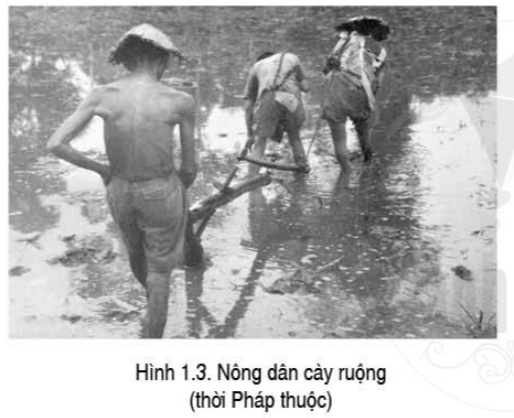 Hình 1.3. Nông dân cày ruộng
(thời Pháp thuộc)